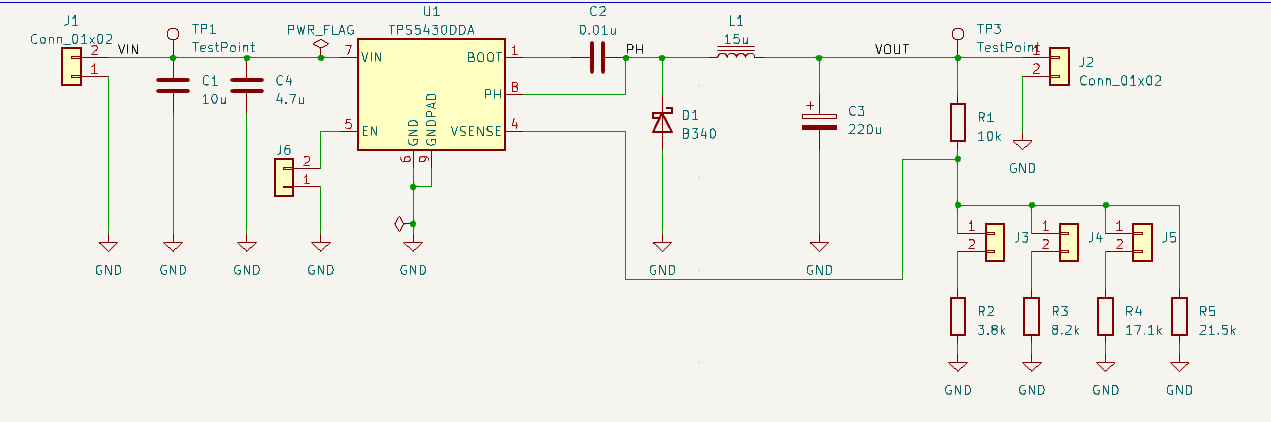 J1
Conn_01x02
VIN
2
1
TP1
TestPoint
PWR_FLAG
C1
10u
C4
4.7u
U1
TPS5430DDA
7
VIN
BOOT
1
PH
8
5
EN
VSENSE
4
GND
GNDPAD
6
9
J6
2
1
C2
0.01u
PH
L1
15u
VOUT
D1
B340
C3
220u
TP3
TestPoint
1
2
J2
Conn_01x02
GND
R1
10k
GND
GND
GND
GND
GND
GND
GND
1
2
J3
1
2
J4
1
2
J5
R2
3.8k
R3
8.2k
R4
17.1k
R5
21.5k
GND
GND
GND
GND